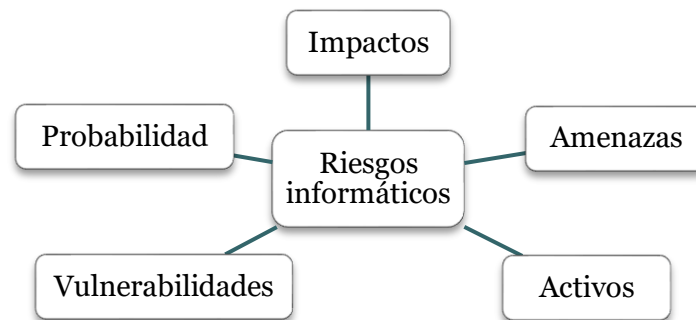 Impactos
Probabilidad
Amenazas
Riesgos
informáticos
Vulnerabilidades
Activos